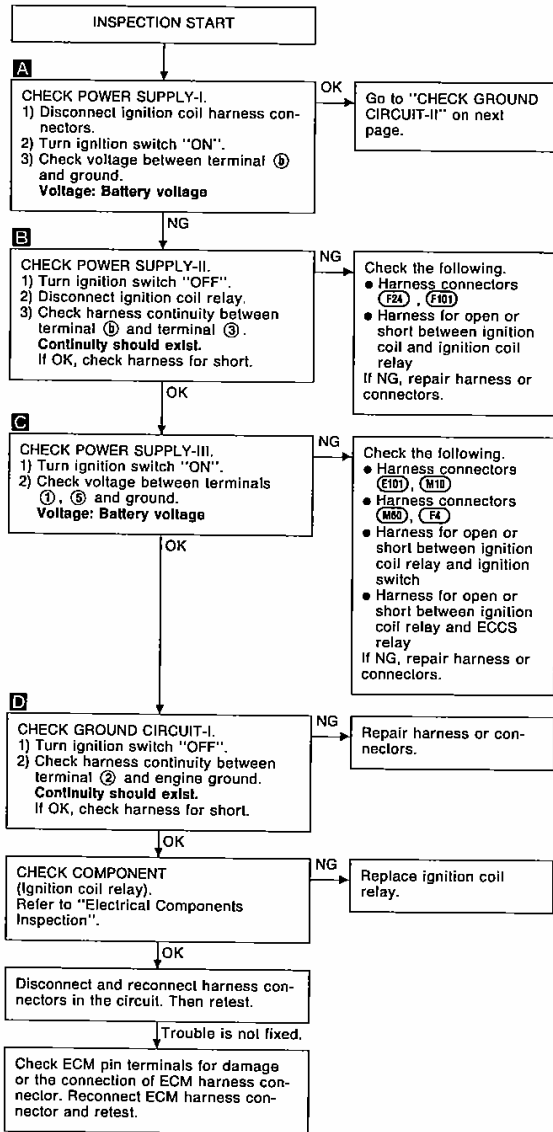 INSPECTION START
A
CHECK POWER SUPPLY-I.
1) Disconnect ignition coil harness con-
nectors.
2) Turn ignition switch "ON".
3) Check voltage between terminal ⓑ
and ground.
Voltage: Battery voltage
OK
Go to "CHECK GROUND
CIRCUIT-II" on next
page.
NG
B
CHECK POWER SUPPLY-II.
1) Turn ignition switch "OFF".
2) Disconnect ignition coil relay.
3) Check harness continuity between
terminal ⓑ and terminal ③.
Continuity should exist.
If OK, check harness for short.
NG
Check the following.
● Harness connectors
F24, F101
● Harness for open or
short between ignition
coil and ignition coil
relay
If NG, repair harness or
connectors.
OK
C
CHECK POWER SUPPLY-III.
1) Turn ignition switch "ON".
2) Check voltage between terminals
①, ⑤ and ground.
Voltage: Battery voltage
NG
Check the following.
● Harness connectors
E101, M10
● Harness connectors
M60, F4
● Harness for open or
short between ignition
coil relay and ignition
switch
● Harness for open or
short between ignition
coil relay and ECCS
relay
If NG, repair harness or
connectors.
OK
D
CHECK GROUND CIRCUIT-I.
1) Turn ignition switch "OFF".
2) Check harness continuity between
terminal ② and engine ground.
Continuity should exist.
If OK, check harness for short.
NG
Repair harness or con-
nectors.
OK
CHECK COMPONENT
(Ignition coil relay).
Refer to "Electrical Components
Inspection".
NG
Replace ignition coil
relay.
OK
Disconnect and reconnect harness con-
nectors in the circuit. Then retest.
Trouble is not fixed.
Check ECM pin terminals for damage
or the connection of ECM harness con-
nector. Reconnect ECM harness con-
nector and retest.